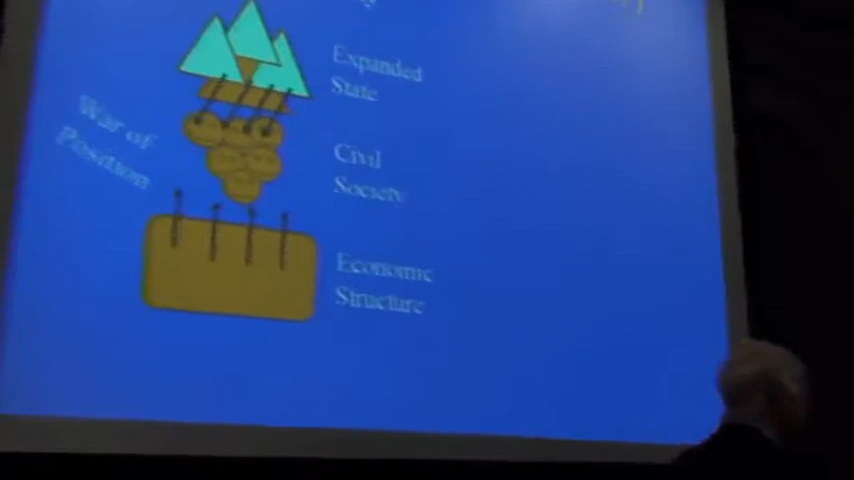 Expanded
State
War of
Position
Civil
Society
Economic
Structure